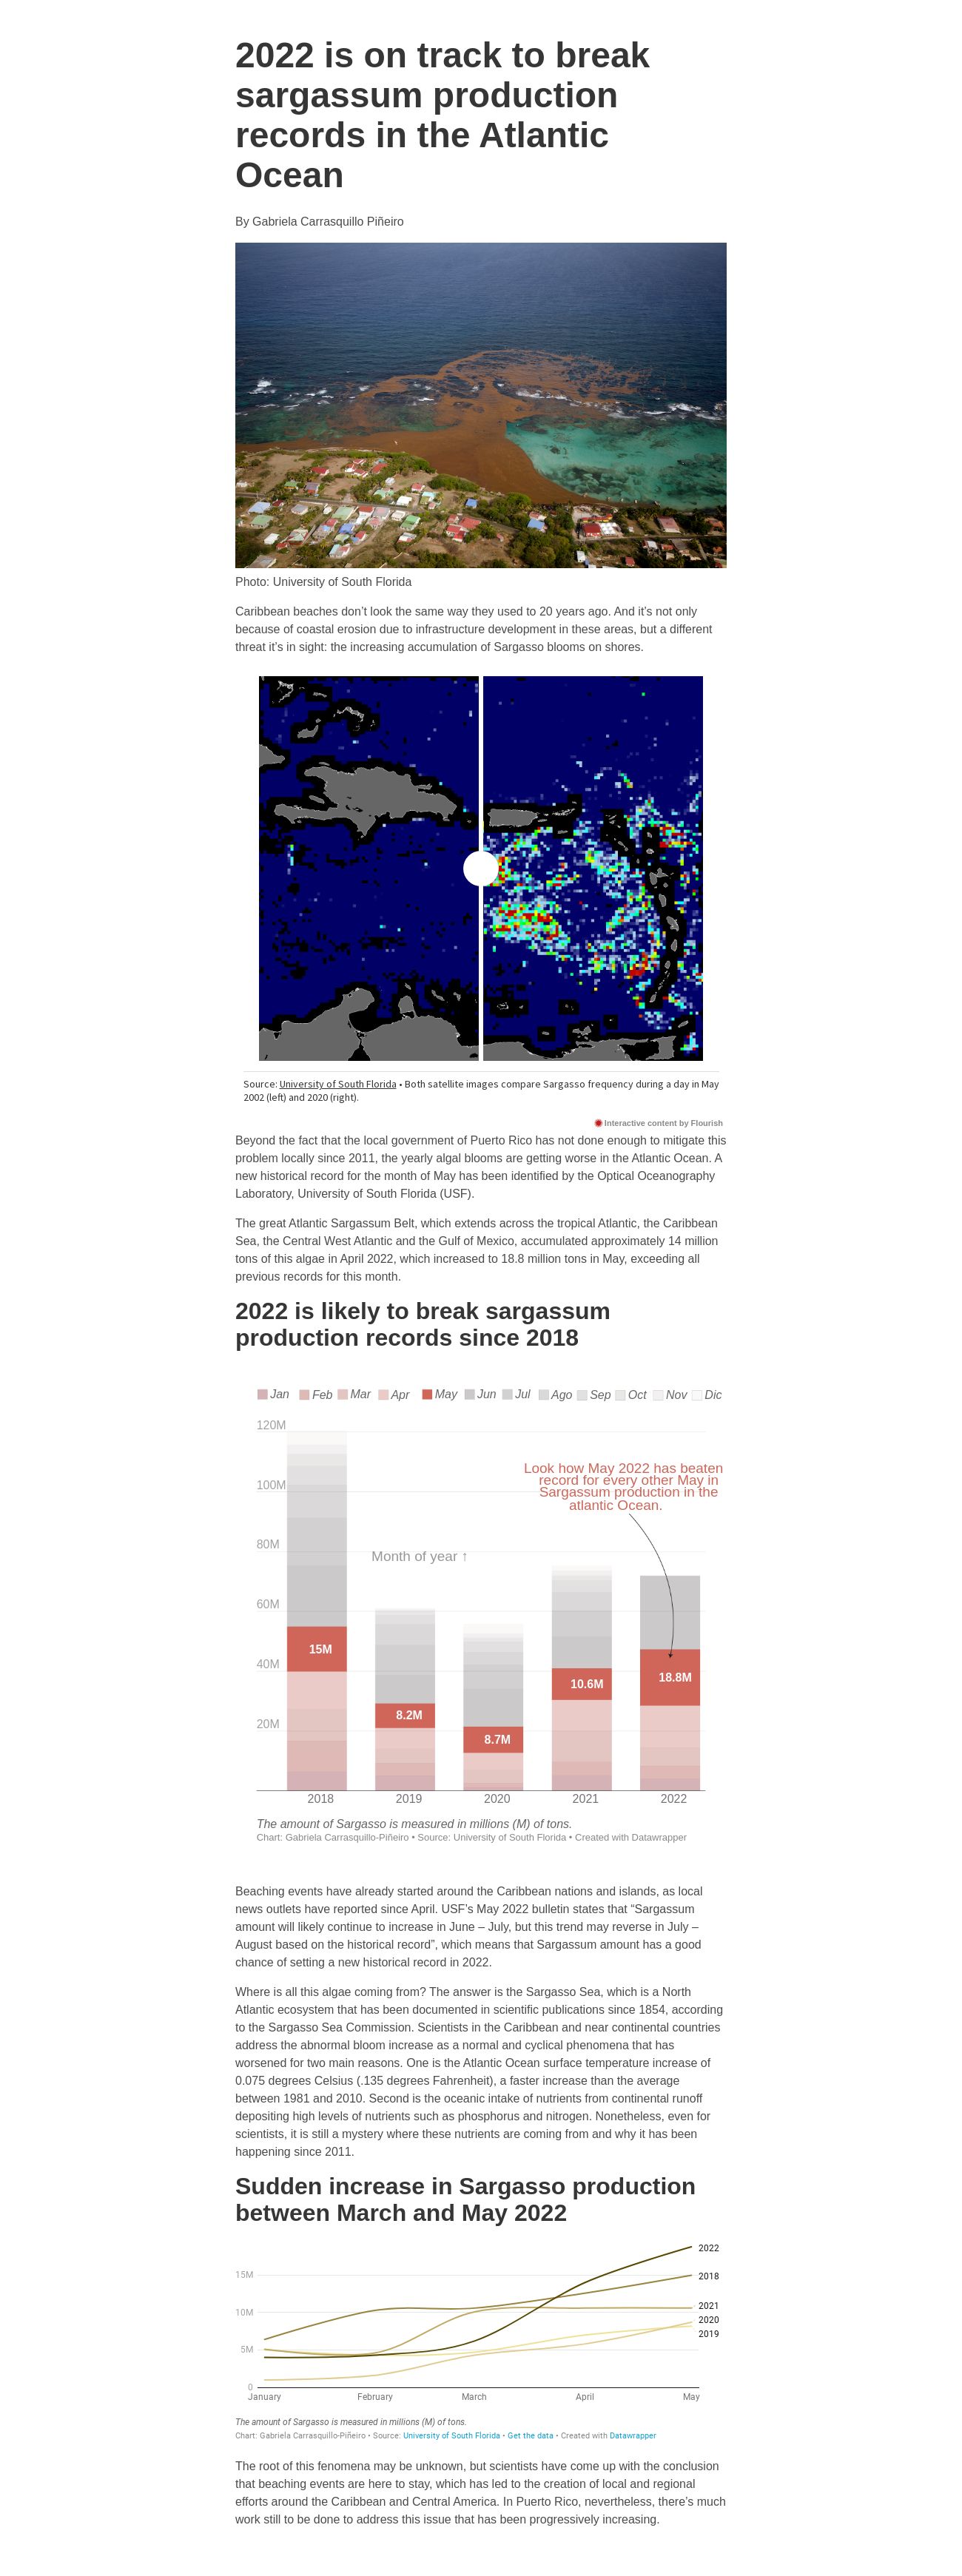 2022 is on track to break
sargassum production
records in the Atlantic
Ocean
By Gabriela Carrasquillo Piñeiro
Photo: University of South Florida
Caribbean beaches don’t look the same way they used to 20 years ago. And it’s not only
because of coastal erosion due to infrastructure development in these areas, but a different
threat it’s in sight: the increasing accumulation of Sargasso blooms on shores.
Source: University of South Florida • Both satellite images compare Sargasso frequency during a day in May
2002 (left) and 2020 (right).
Interactive content by Flourish
Beyond the fact that the local government of Puerto Rico has not done enough to mitigate this
problem locally since 2011, the yearly algal blooms are getting worse in the Atlantic Ocean. A
new historical record for the month of May has been identified by the Optical Oceanography
Laboratory, University of South Florida (USF).
The great Atlantic Sargassum Belt, which extends across the tropical Atlantic, the Caribbean
Sea, the Central West Atlantic and the Gulf of Mexico, accumulated approximately 14 million
tons of this algae in April 2022, which increased to 18.8 million tons in May, exceeding all
previous records for this month.
2022 is likely to break sargassum
production records since 2018
Jan Feb Mar Apr May Jun Jul Ago Sep Oct Nov Dic
120M
Look how May 2022 has beaten
record for every other May in
100M
Sargassum production in the
atlantic Ocean.
80M
Month of year ↑
60M
15M
40M
18.8M
10.6M
8.2M
20M
8.7M
2018 2019 2020 2021 2022
The amount of Sargasso is measured in millions (M) of tons.
Chart: Gabriela Carrasquillo-Piñeiro • Source: University of South Florida • Created with Datawrapper
Beaching events have already started around the Caribbean nations and islands, as local
news outlets have reported since April. USF’s May 2022 bulletin states that “Sargassum
amount will likely continue to increase in June – July, but this trend may reverse in July –
August based on the historical record”, which means that Sargassum amount has a good
chance of setting a new historical record in 2022.
Where is all this algae coming from? The answer is the Sargasso Sea, which is a North
Atlantic ecosystem that has been documented in scientific publications since 1854, according
to the Sargasso Sea Commission. Scientists in the Caribbean and near continental countries
address the abnormal bloom increase as a normal and cyclical phenomena that has
worsened for two main reasons. One is the Atlantic Ocean surface temperature increase of
0.075 degrees Celsius (.135 degrees Fahrenheit), a faster increase than the average
between 1981 and 2010. Second is the oceanic intake of nutrients from continental runoff
depositing high levels of nutrients such as phosphorus and nitrogen. Nonetheless, even for
scientists, it is still a mystery where these nutrients are coming from and why it has been
happening since 2011.
Sudden increase in Sargasso production
between March and May 2022
2022
15M
2018
2021
10M
2020
2019
5M
0
January February March April May
The amount of Sargasso is measured in millions (M) of tons.
Chart: Gabriela Carrasquillo-Piñeiro • Source: University of South Florida • Get the data • Created with Datawrapper
The root of this fenomena may be unknown, but scientists have come up with the conclusion
that beaching events are here to stay, which has led to the creation of local and regional
efforts around the Caribbean and Central America. In Puerto Rico, nevertheless, there’s much
work still to be done to address this issue that has been progressively increasing.